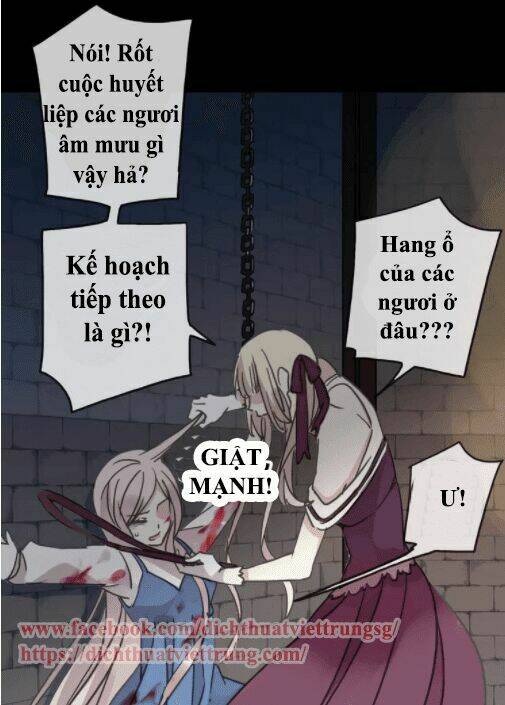 Nói! Rốt
cuộc huyết
liệp các ngươi
âm mưu gì
vậy hả?
Kế hoạch
tiếp theo
là gì?!
Hang ổ
của các
ngươi ở
đâu???
GIẬT
MẠNH!
Ư!
www.facebook.com/dichthuatviettrungsg/
https://dichthuatviettrung.com/